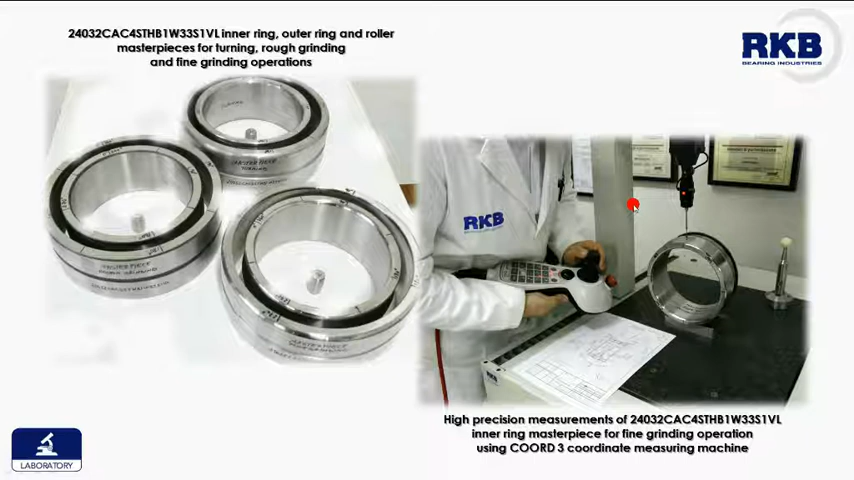 24032CAC4STHB1W33S1VL inner ring, outer ring and roller
masterpieces for turning, rough grinding
and fine grinding operations
RKB
BEARING INDUSTRIES
RKB
RKB
High precision measurements of 24032CAC4STHB1W33S1VL
inner ring masterpiece for fine grinding operation
using COORD 3 coordinate measuring machine
LABORATORY